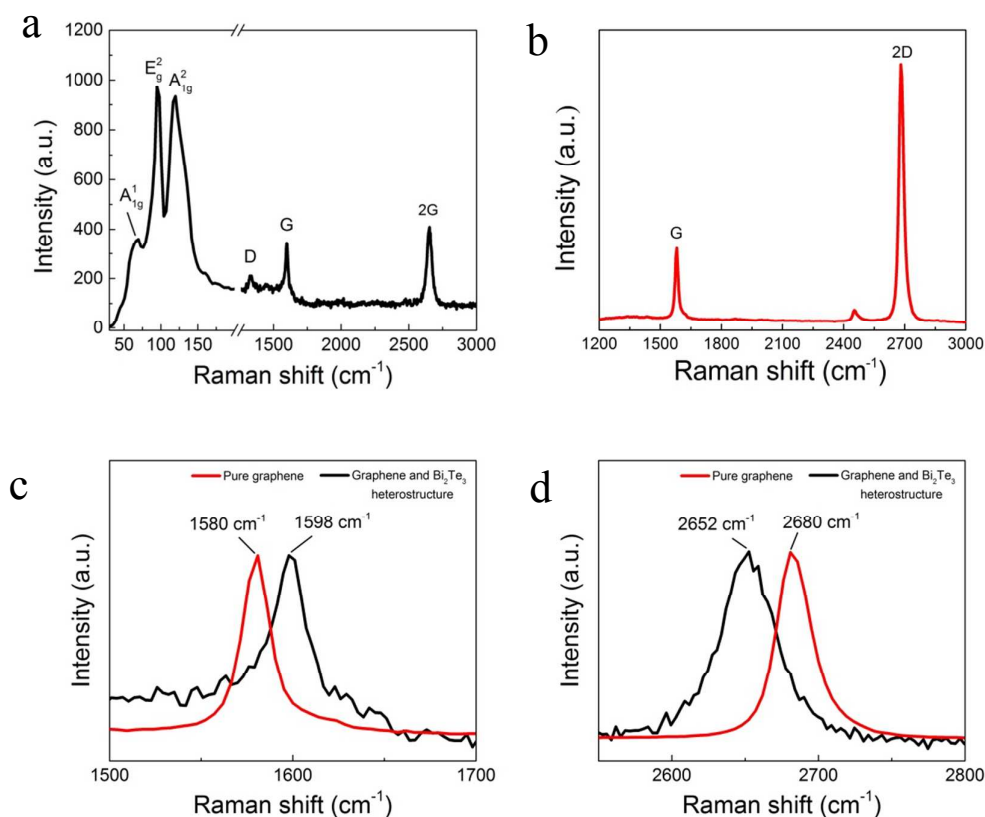 a
1200
1000
800
600
400
200
0
Intensity (a.u.)
E²g
A²1g
A¹1g
D
G
2G
50 100 150 1500 2000 2500 3000
Raman shift (cm⁻¹)
b
2D
G
Intensity (a.u.)
1200 1500 1800 2100 2400 2700 3000
Raman shift (cm⁻¹)
c
Pure graphene
Graphene and Bi₂Te₃
heterostructure
1580 cm⁻¹
1598 cm⁻¹
Intensity (a.u.)
1500 1600 1700
Raman shift (cm⁻¹)
d
Pure graphene
Graphene and Bi₂Te₃
heterostructure
2652 cm⁻¹
2680 cm⁻¹
Intensity (a.u.)
2600 2700 2800
Raman shift (cm⁻¹)